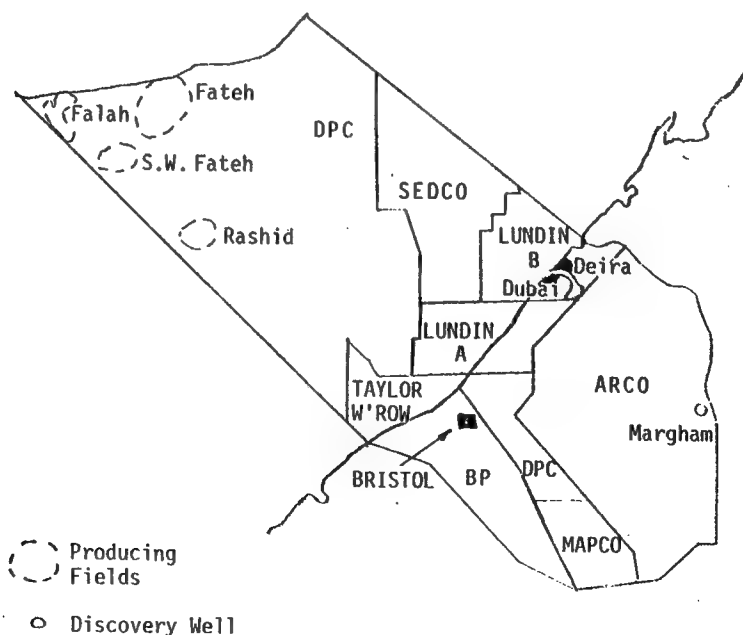 Fateh
Falah
DPC
S.W. Fateh
SEDCO
Rashid
LUNDIN
B
Deira
Dubai
LUNDIN
A
TAYLOR
W'ROW
ARCO
Margham
BRISTOL
BP
DPC
MAPCO
Producing
Fields
Discovery Well